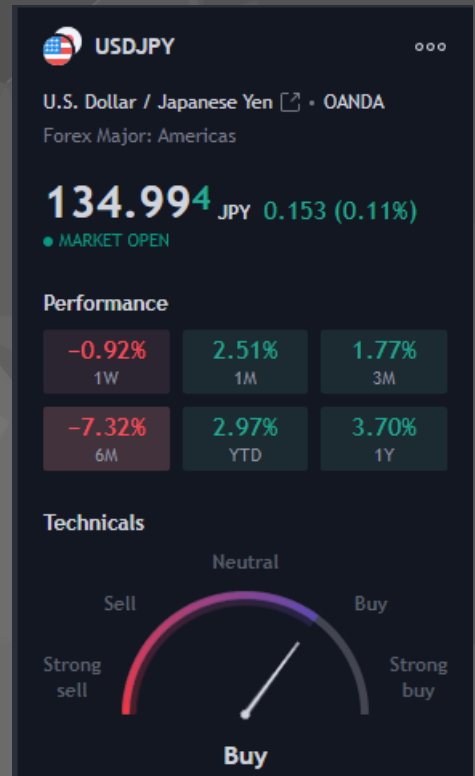 USDJPY
U.S. Dollar / Japanese Yen • OANDA
Forex Major: Americas
134.994 JPY 0.153 (0.11%)
• MARKET OPEN
Performance
−0.92% 2.51% 1.77%
1W 1M 3M
−7.32% 2.97% 3.70%
6M YTD 1Y
Technicals
Neutral
Sell Buy
Strong sell Strong buy
Buy